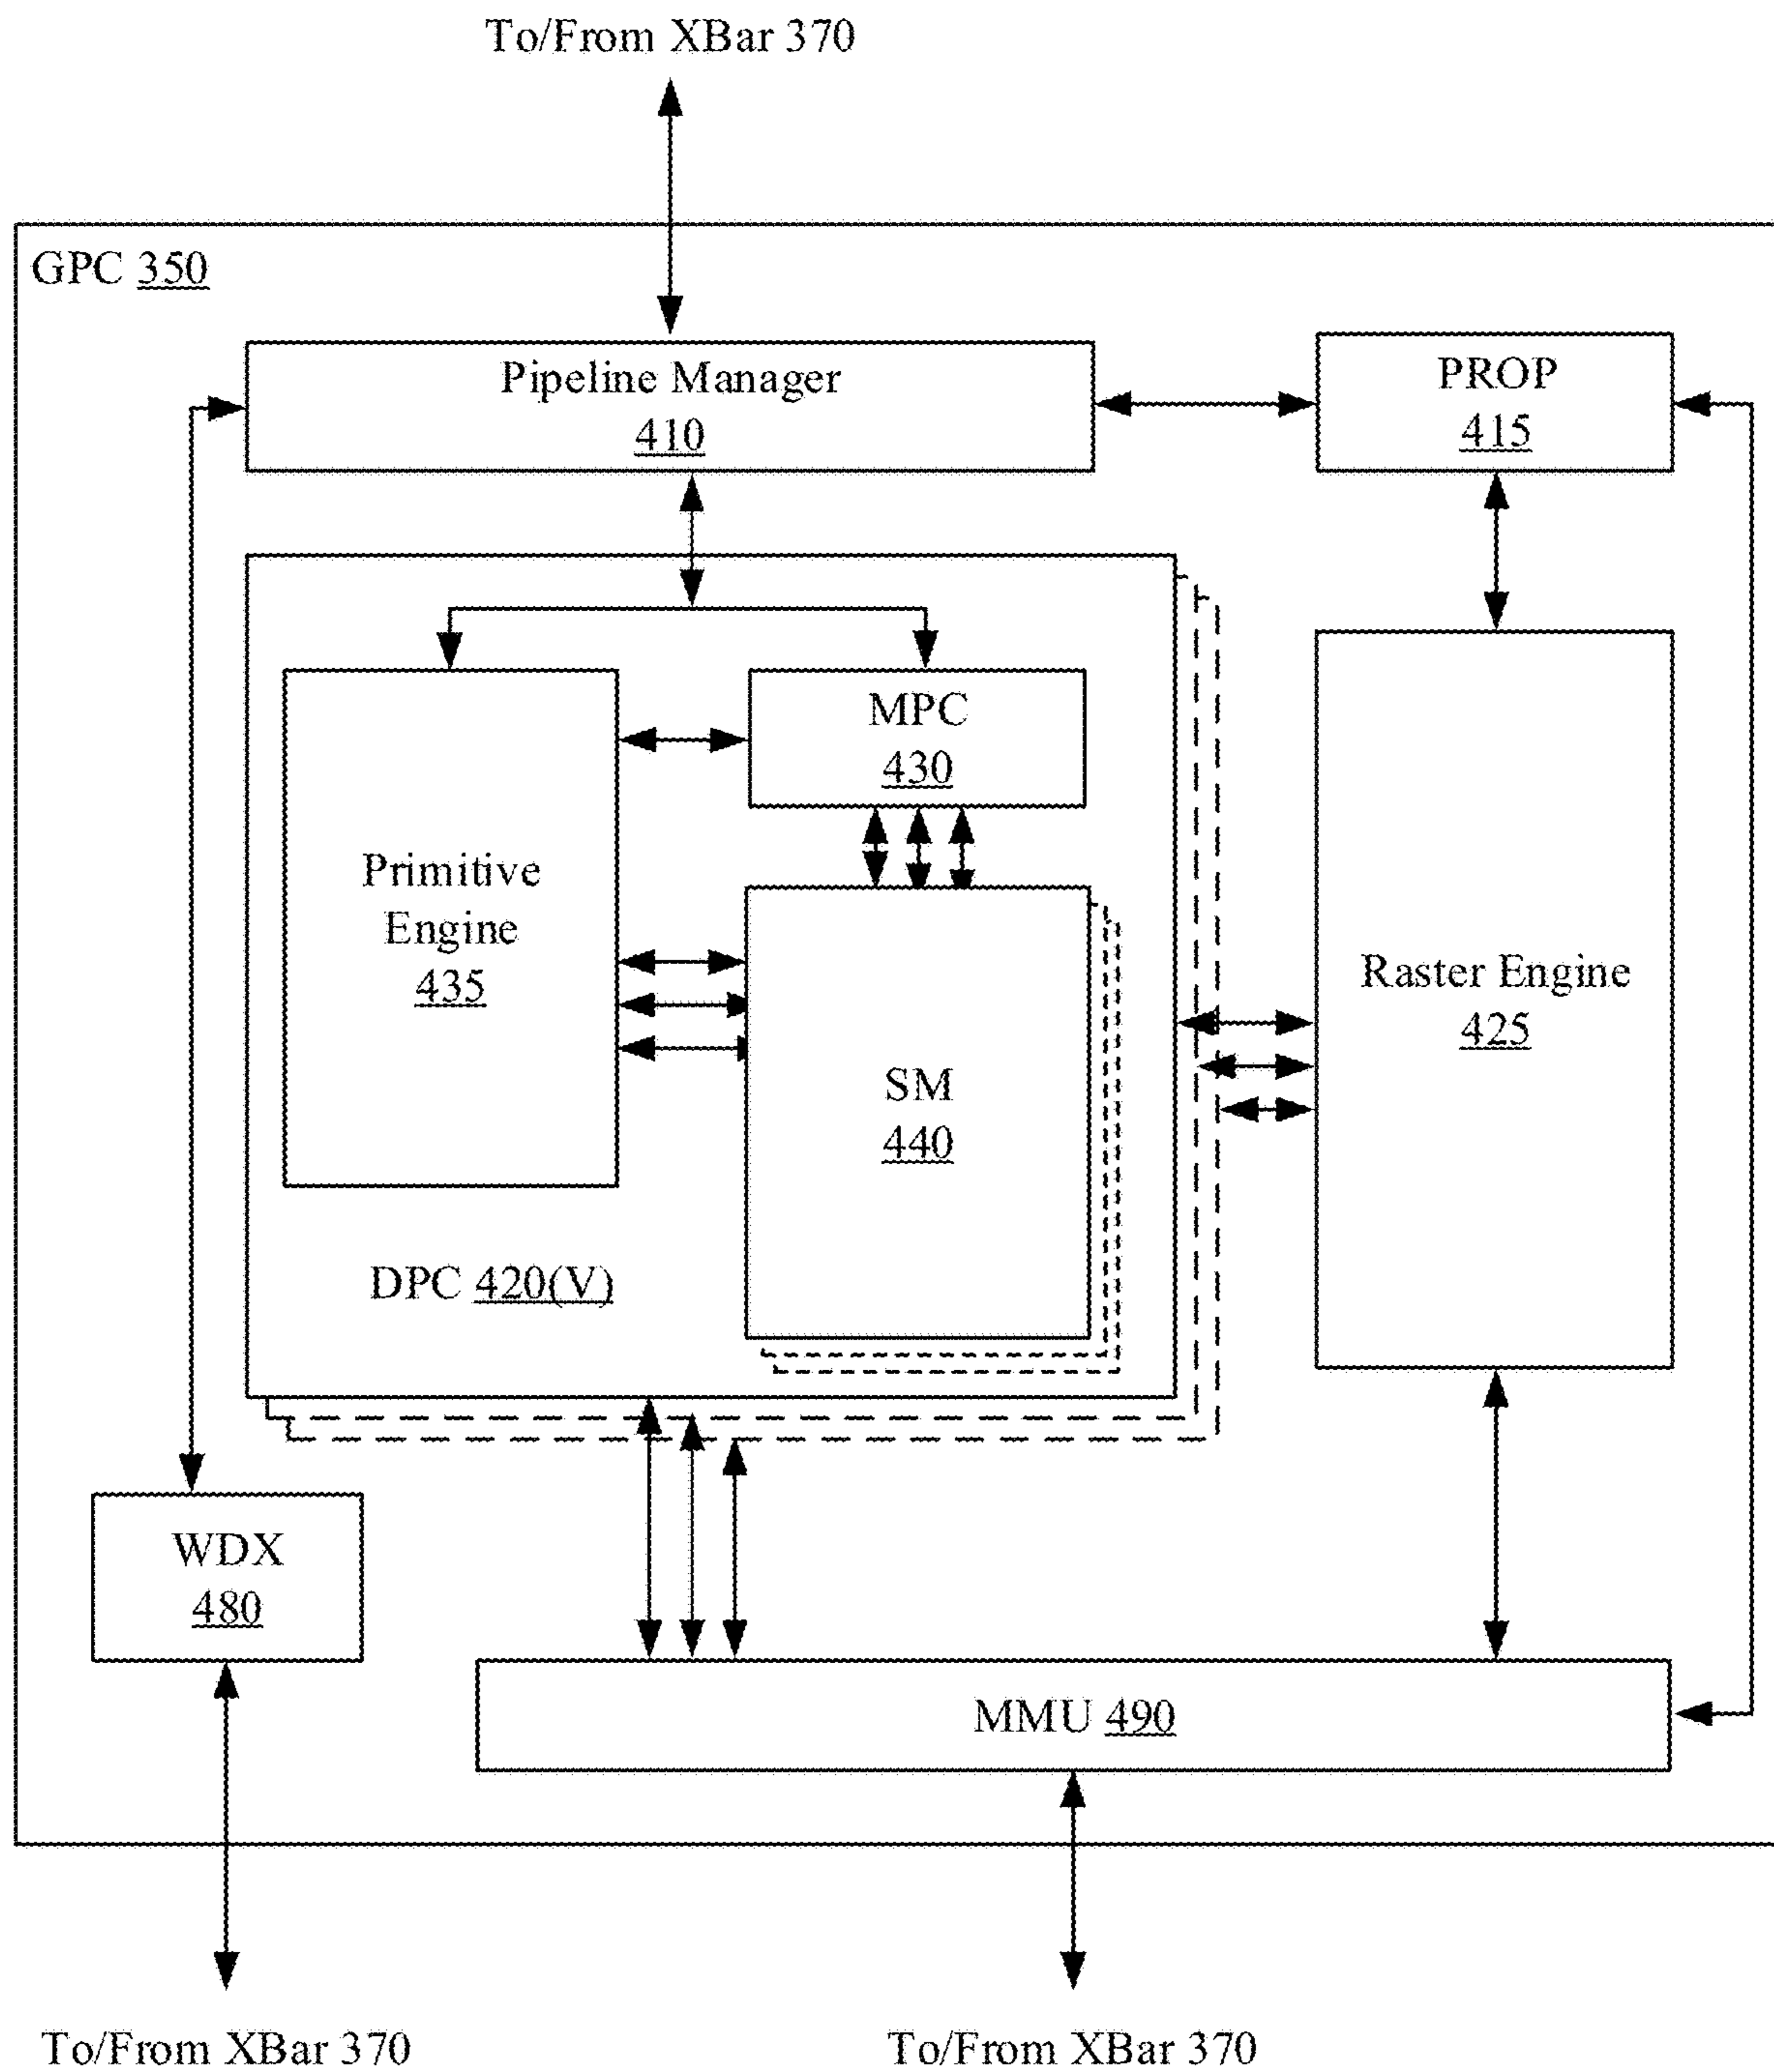 To/From XBar 370
GPC 350
Pipeline Manager
410
PROP
415
MPC
430
Primitive
Engine
435
Raster Engine
425
SM
440
DPC 420(V)
WDX
480
MMU 490
To/From XBar 370
To/From XBar 370